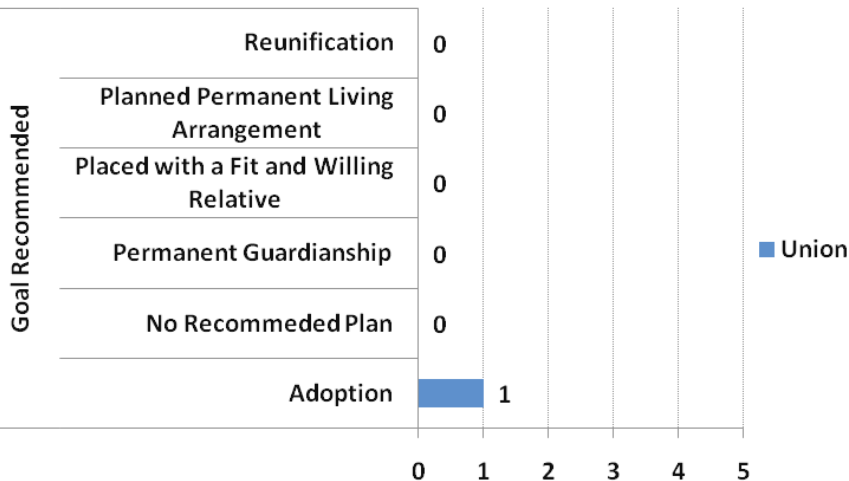 Goal Recommended
Reunification
0
Planned Permanent Living
Arrangement
0
Placed with a Fit and Willing
Relative
0
Permanent Guardianship
0
No Recommeded Plan
0
Adoption
1
Union
0 1 2 3 4 5